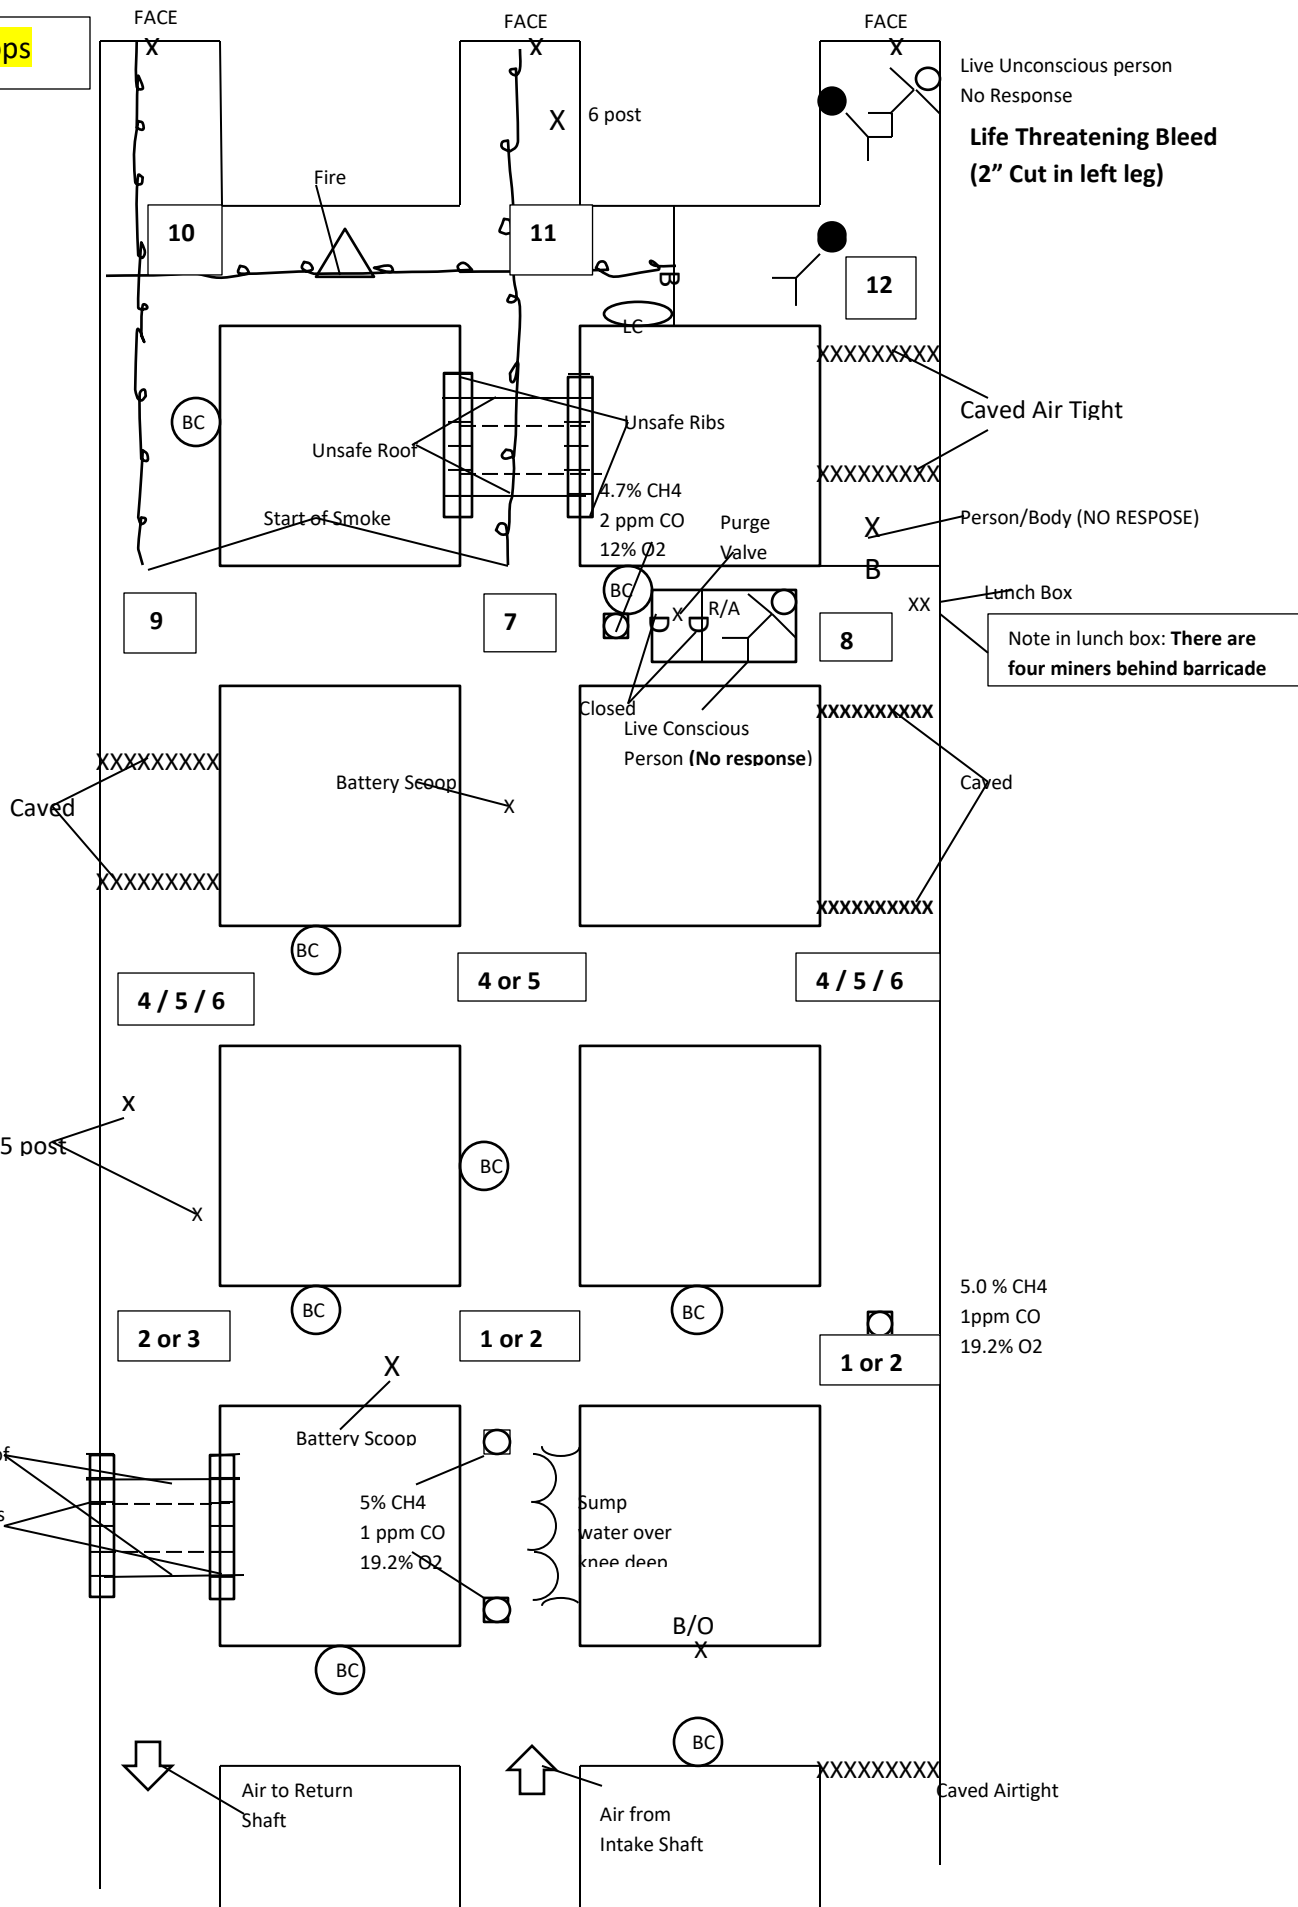 FACE
FACE
FACE
ps
X
X
X
Live Unconscious person
No Response
X
6 post
Life Threatening Bleed
(2” Cut in left leg)
Fire
10
11
12
B
LC
XXXXXXXXX
Caved Air Tight
BC
Unsafe Ribs
Unsafe Roof
XXXXXXXXX
4.7% CH4
2 ppm CO
12% O2
Start of Smoke
Purge
Valve
X
Person/Body (NO RESPOSE)
B
BC
Lunch Box
XX
X
R/A
9
7
8
Note in lunch box: There are
four miners behind barricade
Closed
XXXXXXXXXX
Live Conscious
Person (No response)
XXXXXXXXX
Battery Scoop
X
Caved
Caved
XXXXXXXXX
XXXXXXXXXX
BC
4 / 5 / 6
4 or 5
4 / 5 / 6
X
5 post
BC
X
BC
BC
5.0 % CH4
1ppm CO
19.2% O2
2 or 3
1 or 2
1 or 2
X
Battery Scoop
5% CH4
1 ppm CO
19.2% O2
Sump
water over
knee deep
B/O
X
BC
BC
XXXXXXXXX
Caved Airtight
Air to Return
Shaft
Air from
Intake Shaft